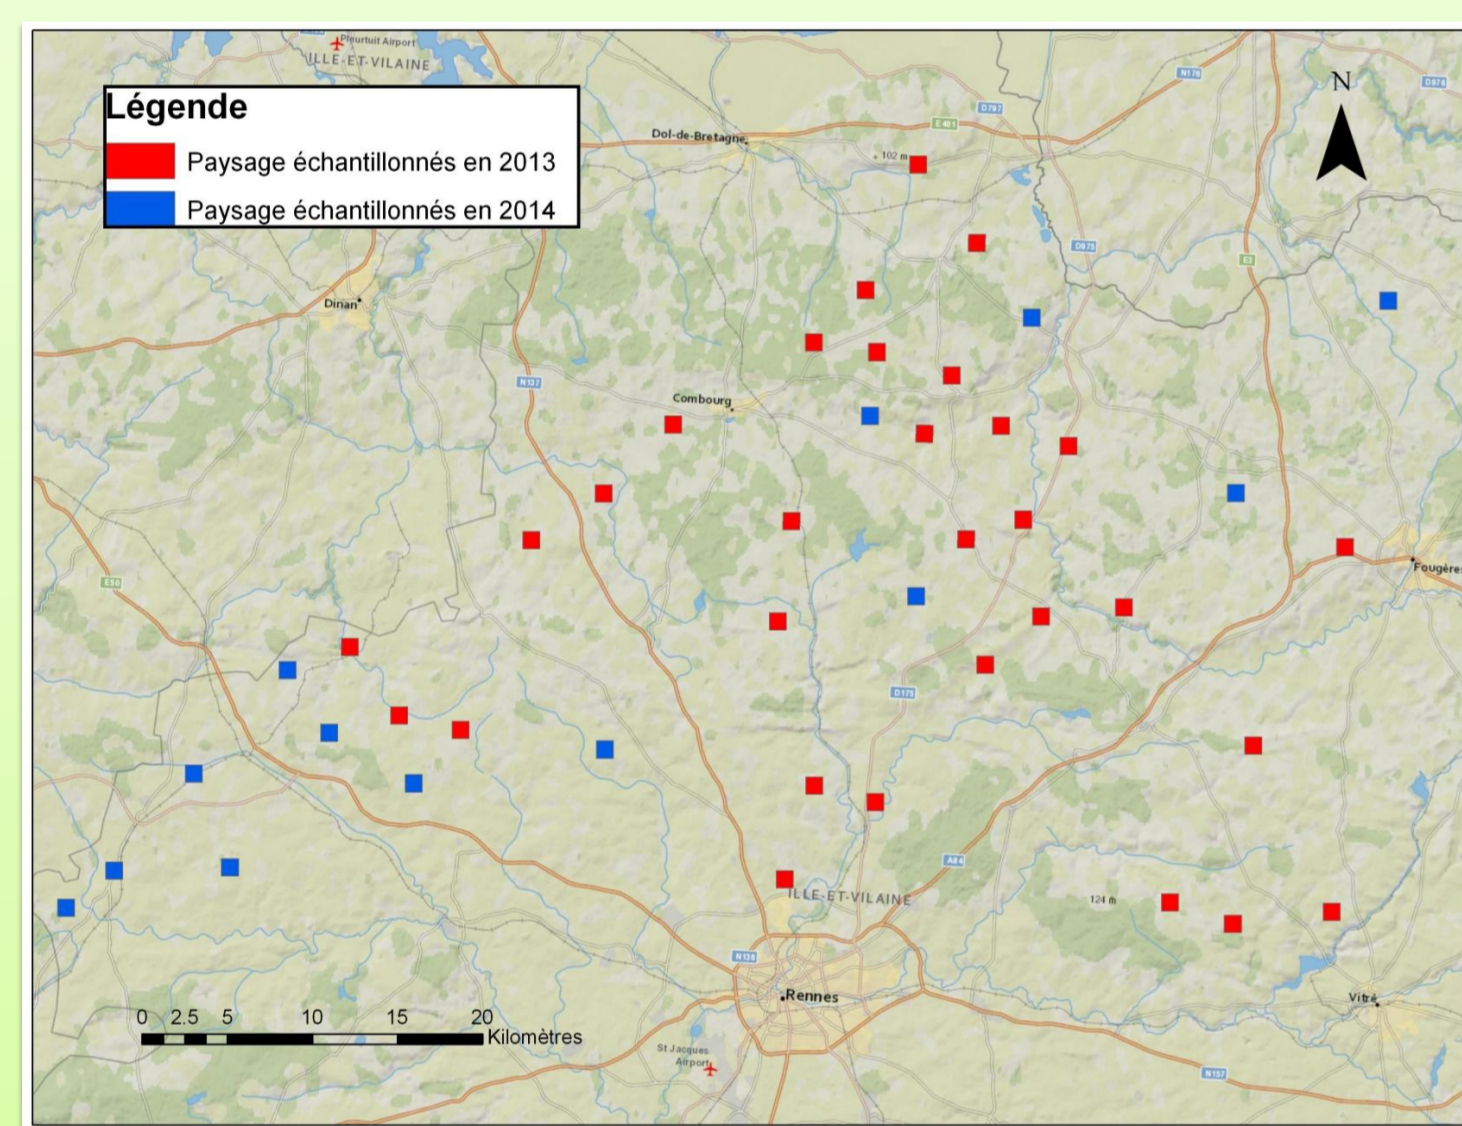 Pleurtuit Airport
ILLE-ET-VILAINE
Légende
Paysage échantillonnés en 2013
Paysage échantillonnés en 2014
N
N176
D976
D797
E401
Dol-de-Bretagne
102 m
D975
E3
Dinan
N137
Combourg
E50
Fougères
D175
A84
ILLE-ET-VILAINE
124 m
N136
Rennes
Vitré
0 2.5 5 10 15 20
Kilomètres
St Jacques
Airport
N157